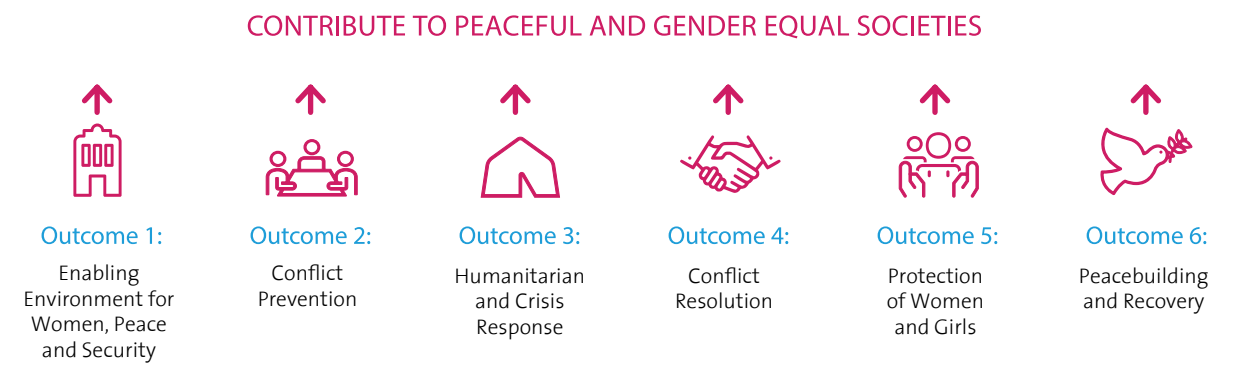 CONTRIBUTE TO PEACEFUL AND GENDER EQUAL SOCIETIES
Outcome 1:
Enabling
Environment for
Women, Peace
and Security
Outcome 2:
Conflict
Prevention
Outcome 3:
Humanitarian
and Crisis
Response
Outcome 4:
Conflict
Resolution
Outcome 5:
Protection
of Women
and Girls
Outcome 6:
Peacebuilding
and Recovery